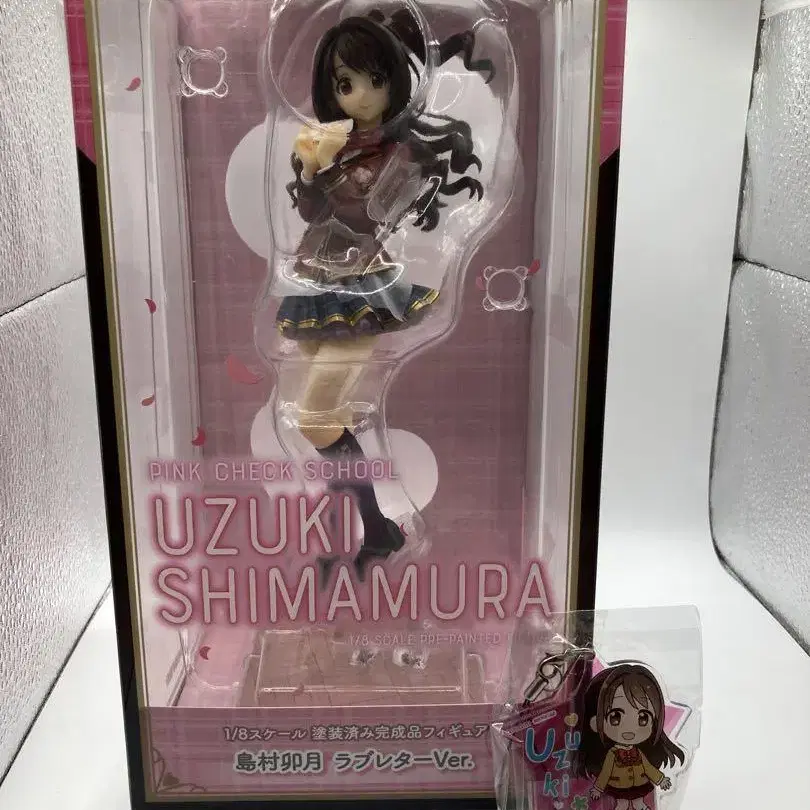 PINK CHECK SCHOOL
UZUKI
SHIMAMURA
1/8 SCALE PRE-PAINTED
1/8スケール 塗装済み完成品フィギュア
島村卯月 ラブレターVer.
Uzuki